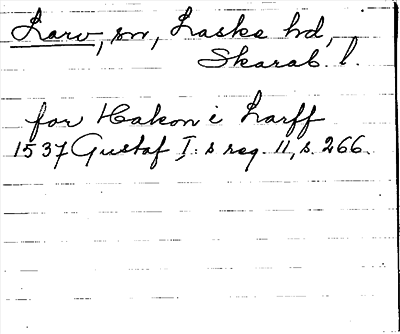 Larv, sn, Laske hd,
Skarab. l.
for Hakon i Larff
1537 Gustaf I:s reg. 11, s. 266.